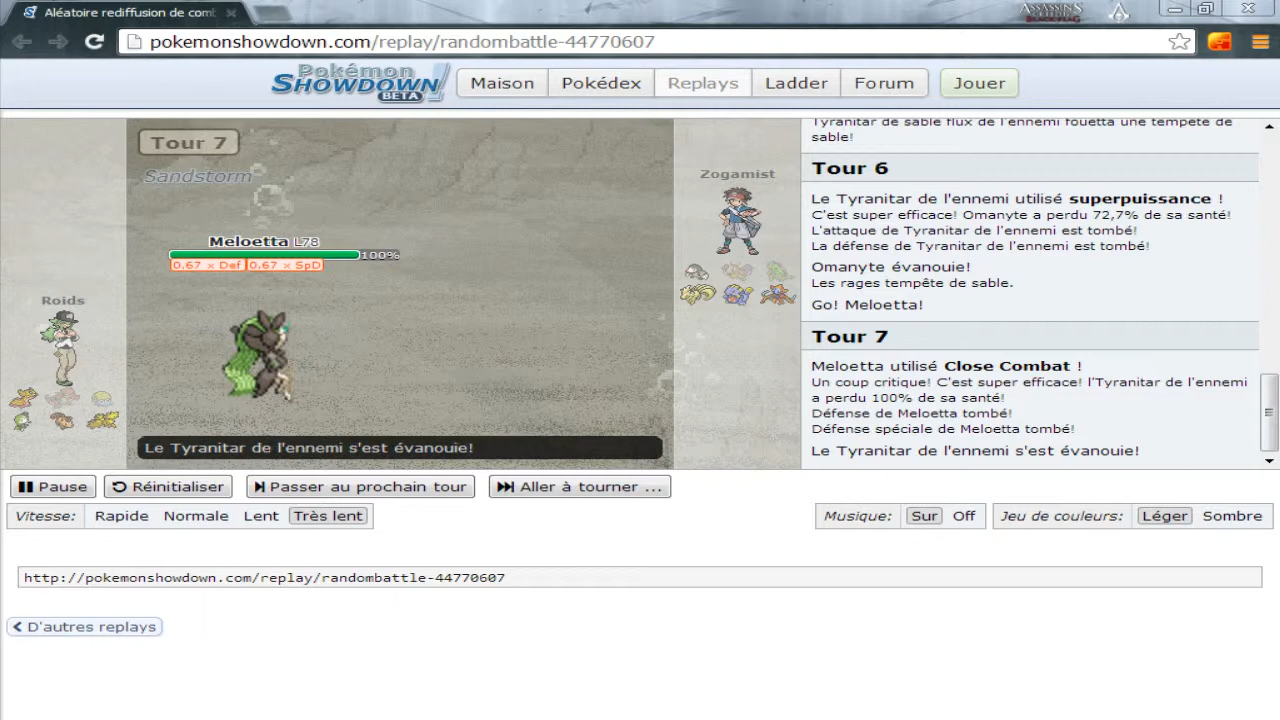 Aléatoire rediffusion de comb
ASSASSIN'S
BLACK FLAG
pokemonshowdown.com/replay/randombattle-44770607
Pokémon
SHOWDOWN
BETA
Maison
Pokédex
Replays
Ladder
Forum
Jouer
Tour 7
Sandstorm
Meloetta L78
100%
0.67 × Def 0.67 × SpD
Roids
Le Tyranitar de l'ennemi s'est évanouie!
Zogamist
Tyranitar de sable flux de l'ennemi fouetta une tempête de
sable!
Tour 6
Le Tyranitar de l'ennemi utilisé superpuissance !
C'est super efficace! Omanyte a perdu 72,7% de sa santé!
L'attaque de Tyranitar de l'ennemi est tombé!
La défense de Tyranitar de l'ennemi est tombé!
Omanyte évanouie!
Les rages tempête de sable.
Go! Meloetta!
Tour 7
Meloetta utilisé Close Combat !
Un coup critique! C'est super efficace! l'Tyranitar de l'ennemi
a perdu 100% de sa santé!
Défense de Meloetta tombé!
Défense spéciale de Meloetta tombé!
Le Tyranitar de l'ennemi s'est évanouie!
Pause
Réinitialiser
Passer au prochain tour
Aller à tourner ...
Vitesse: Rapide Normale Lent Très lent
Musique: Sur Off
Jeu de couleurs: Léger Sombre
http://pokemonshowdown.com/replay/randombattle-44770607
D'autres replays